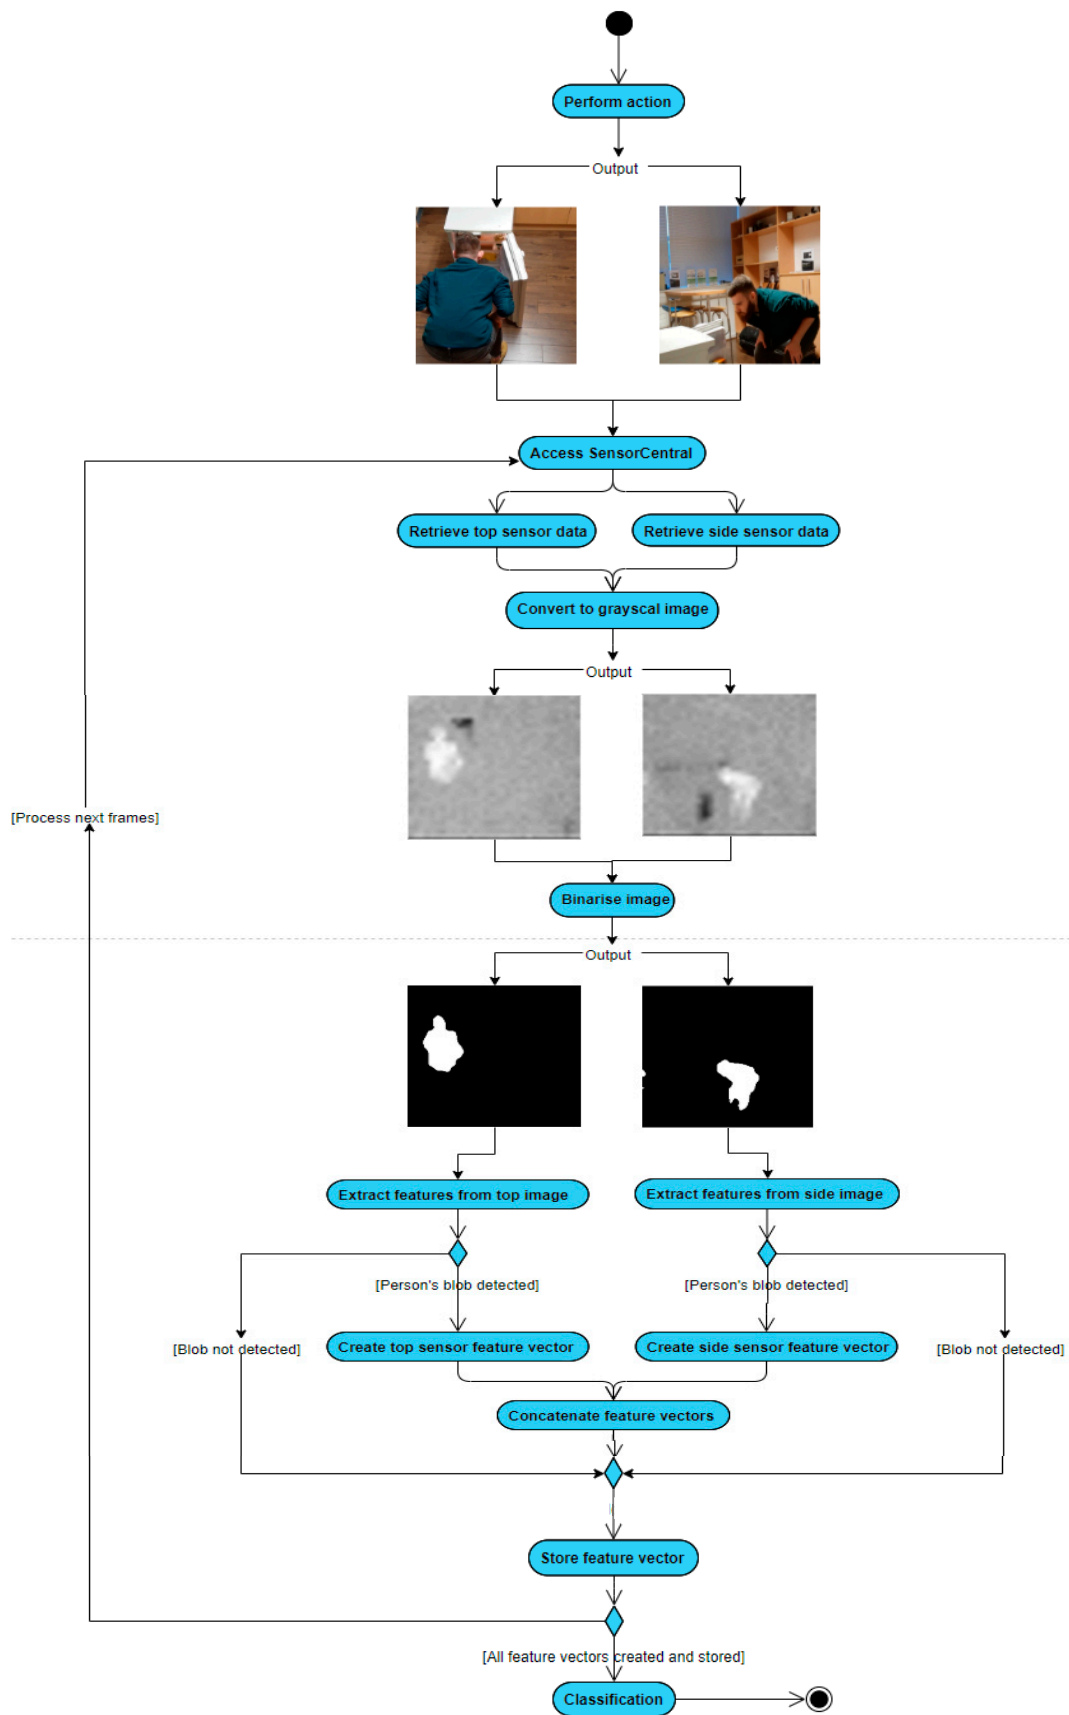 Perform action
Output
Access SensorCentral
Retrieve top sensor data
Retrieve side sensor data
Convert to grayscal image
Output
[Process next frames]
Binarise image
Output
Extract features from top image
Extract features from side image
[Person's blob detected]
[Person's blob detected]
[Blob not detected]
Create top sensor feature vector
Create side sensor feature vector
[Blob not detected]
Concatenate feature vectors
Store feature vector
[All feature vectors created and stored]
Classification